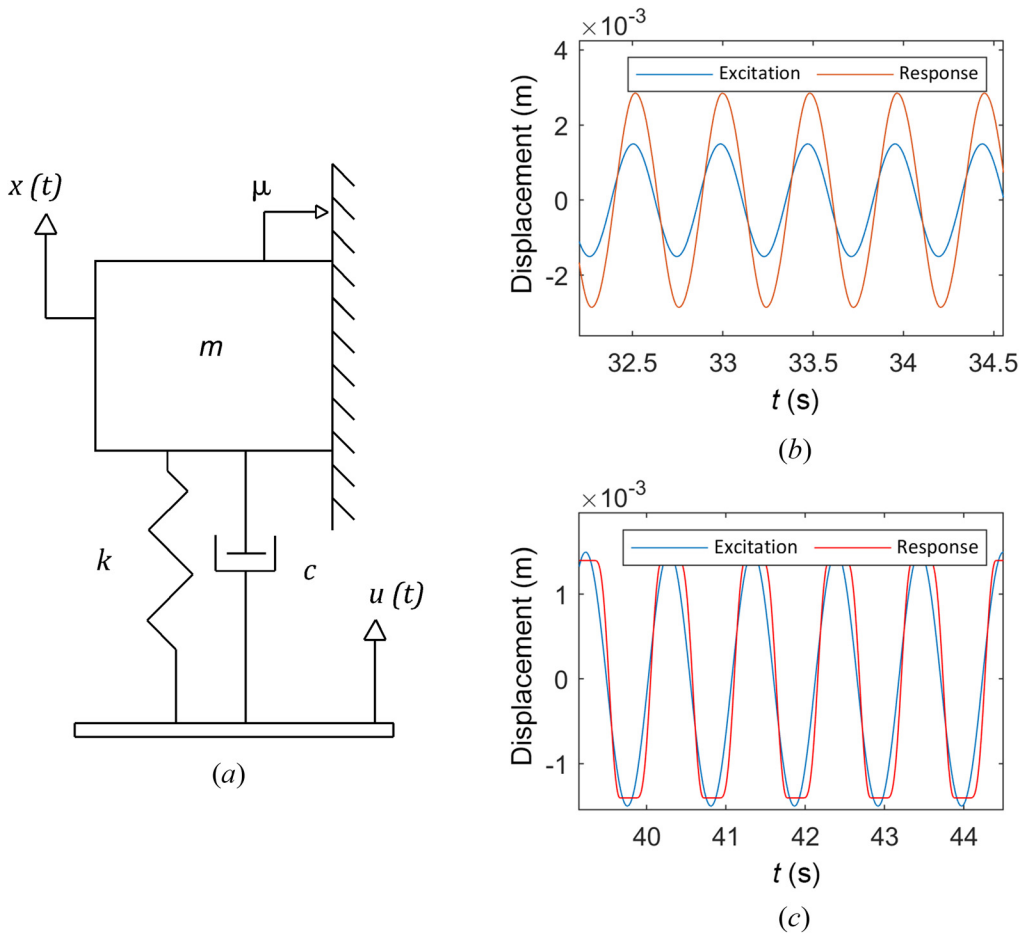 x (t)
μ
m
k
c
u (t)
(a)
×10⁻³
Excitation Response
4
2
0
-2
Displacement (m)
32.5 33 33.5 34 34.5
t (s)
(b)
×10⁻³
Excitation Response
1
0
-1
Displacement (m)
40 41 42 43 44
t (s)
(c)